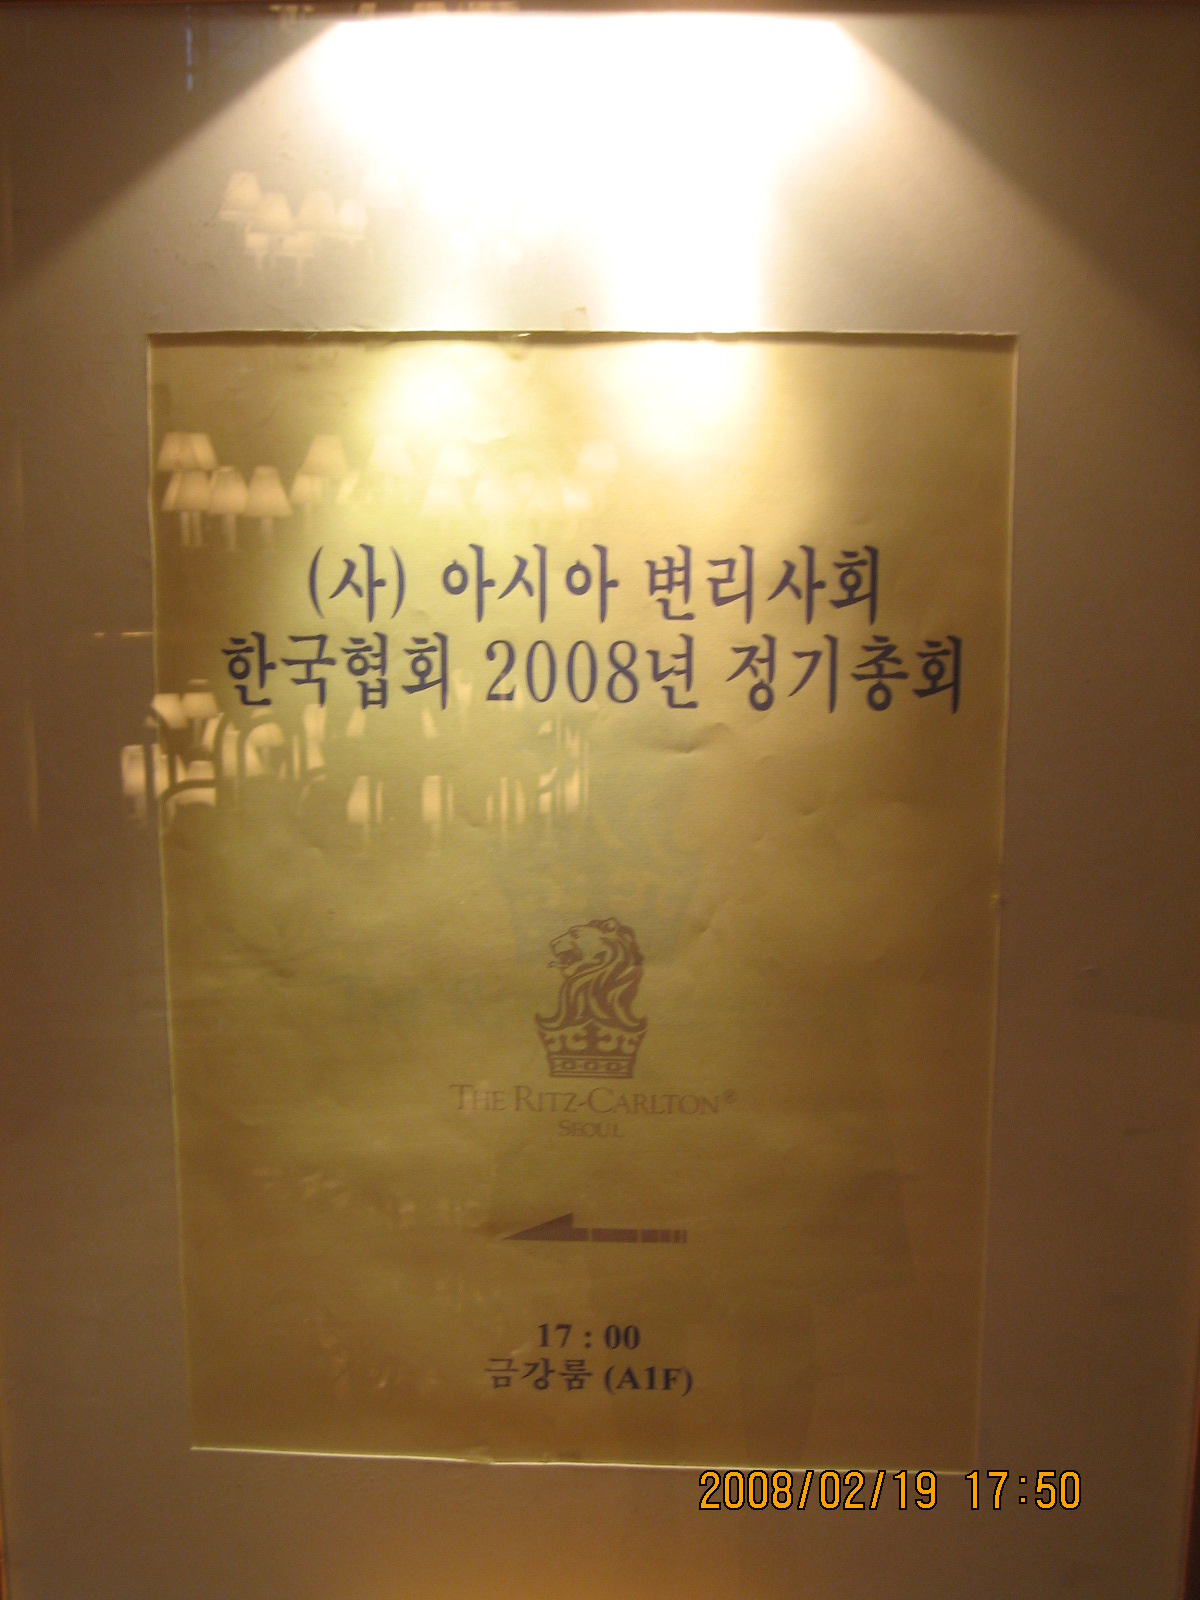 (사) 아시아 변리사회
한국협회 2008년 정기총회
THE RITZ-CARLTON®
SEOUL
17 : 00
금강룸 (A1F)
2008/02/19 17:50